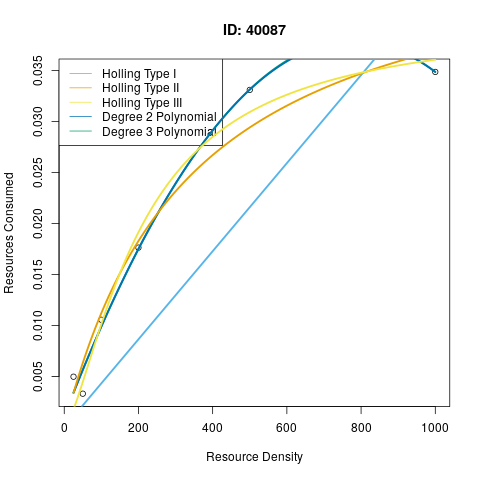 ID: 40087
Holling Type I
Holling Type II
Holling Type III
Degree 2 Polynomial
Degree 3 Polynomial
Resources Consumed
0.035
0.030
0.025
0.020
0.015
0.010
0.005
0 200 400 600 800 1000
Resource Density